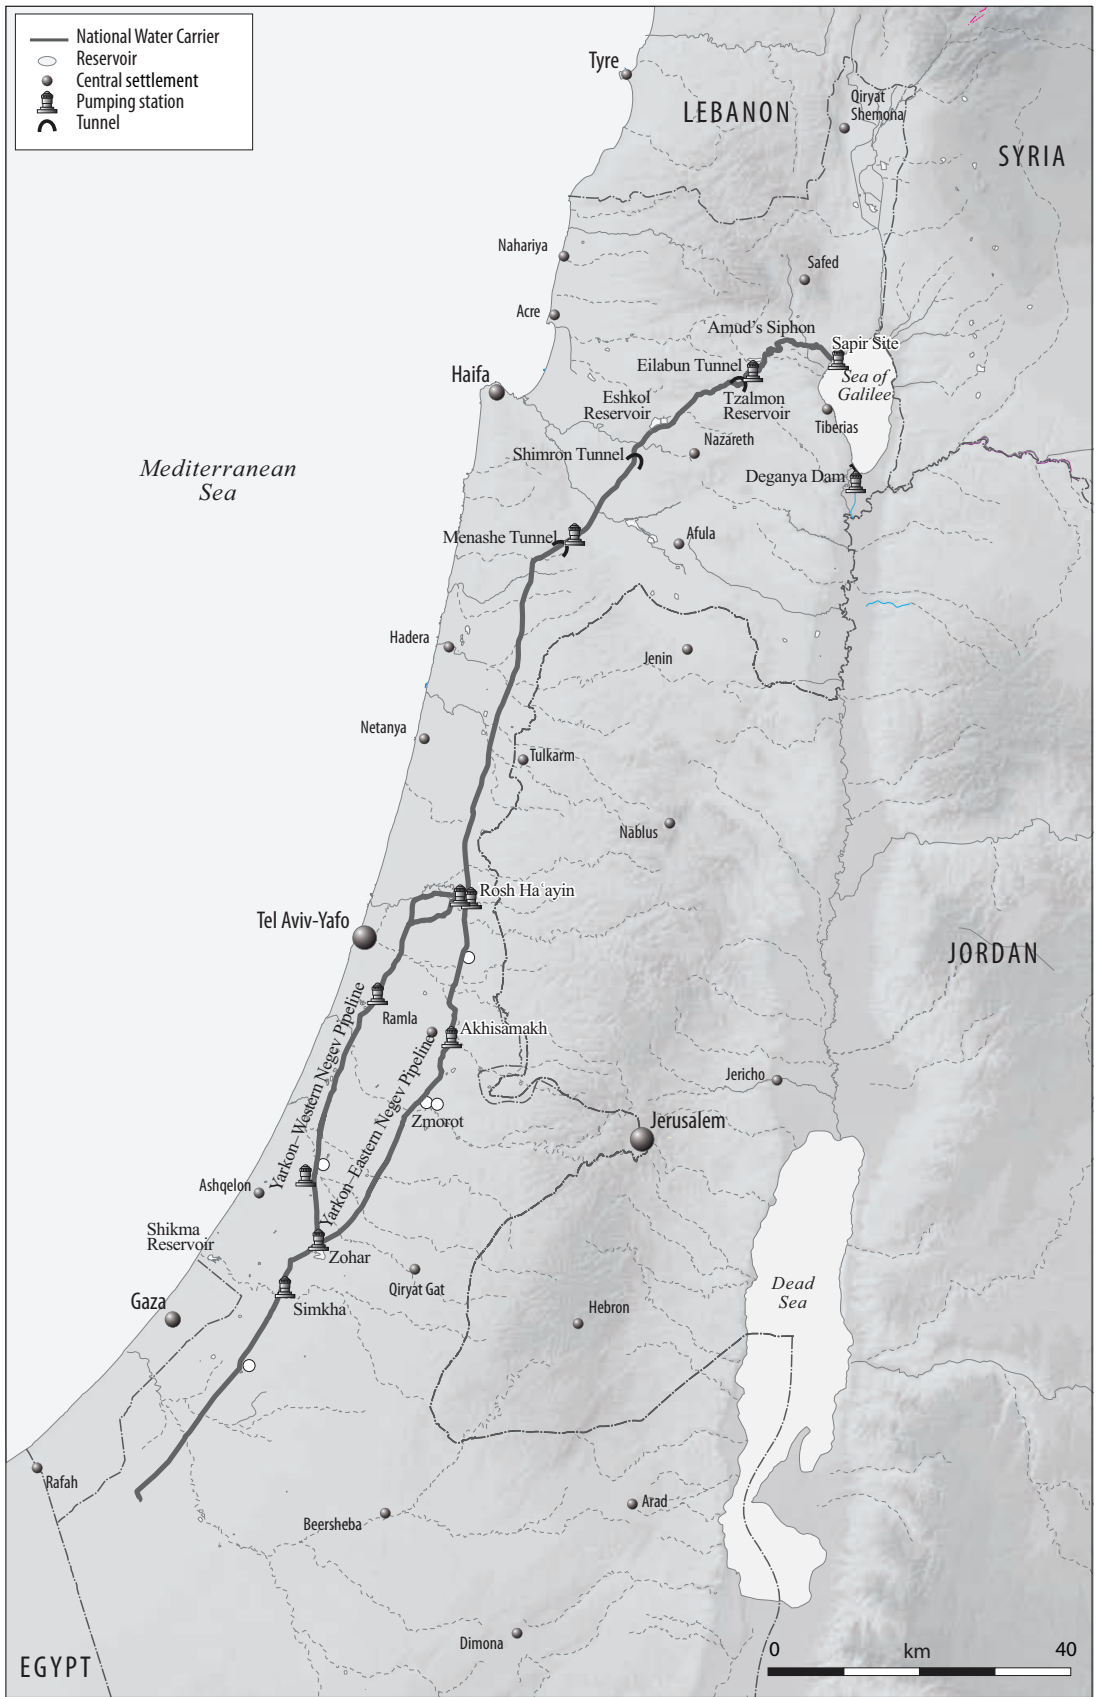 National Water Carrier
Reservoir
Central settlement
Pumping station
Tunnel
Tyre
LEBANON
Qiryat
Shemona
SYRIA
Nahariya
Safed
Acre
Amud's Siphon
Sapir Site
Haifa
Eilabun Tunnel
Sea of
Galilee
Eshkol
Reservoir
Tzalmon
Reservoir
Tiberias
Nazareth
Shimron Tunnel
Mediterranean
Sea
Deganya Dam
Menashe Tunnel
Afula
Hadera
Jenin
Netanya
Tulkarm
Nablus
Rosh Haʿayin
Tel Aviv-Yafo
JORDAN
Yarkon–Western Negev Pipeline
Ramla
Akhisamakh
Yarkon–Eastern Negev Pipeline
Jericho
Zmorot
Jerusalem
Ashqelon
Shikma
Reservoir
Zohar
Qiryat Gat
Dead
Sea
Gaza
Simkha
Hebron
Rafah
Beersheba
Arad
Dimona
EGYPT
0 km 40